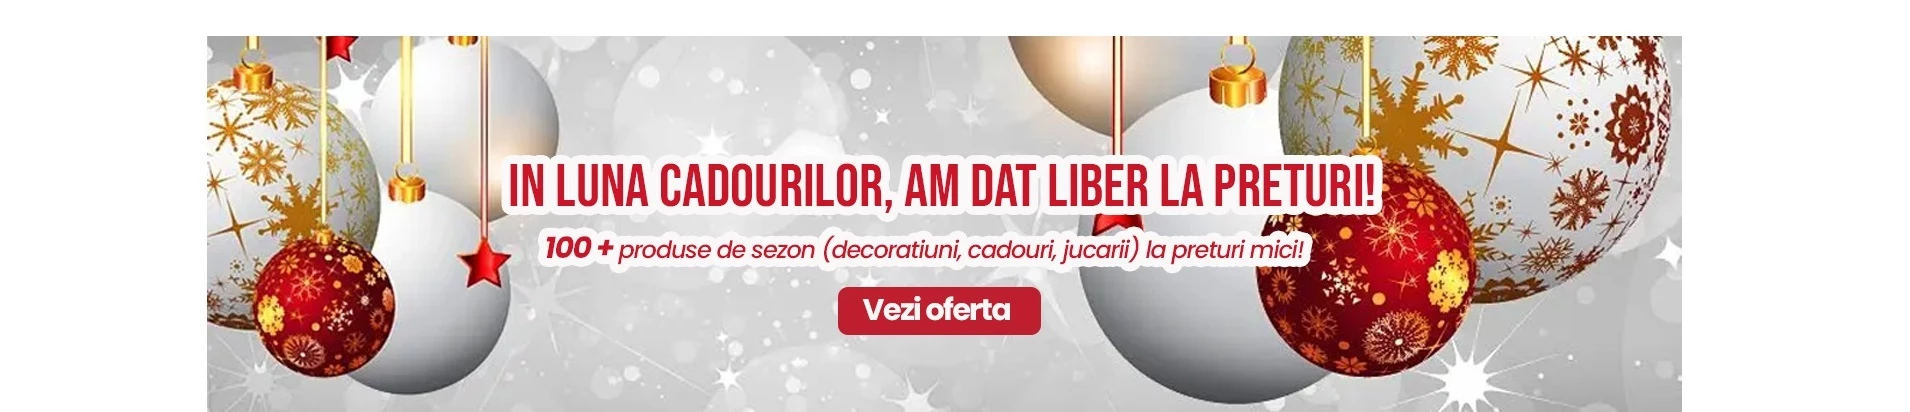 IN LUNA CADOURILOR, AM DAT LIBER LA PRETURI!
100 + produse de sezon (decoratiuni, cadouri, jucarii) la preturi mici!
Vezi oferta